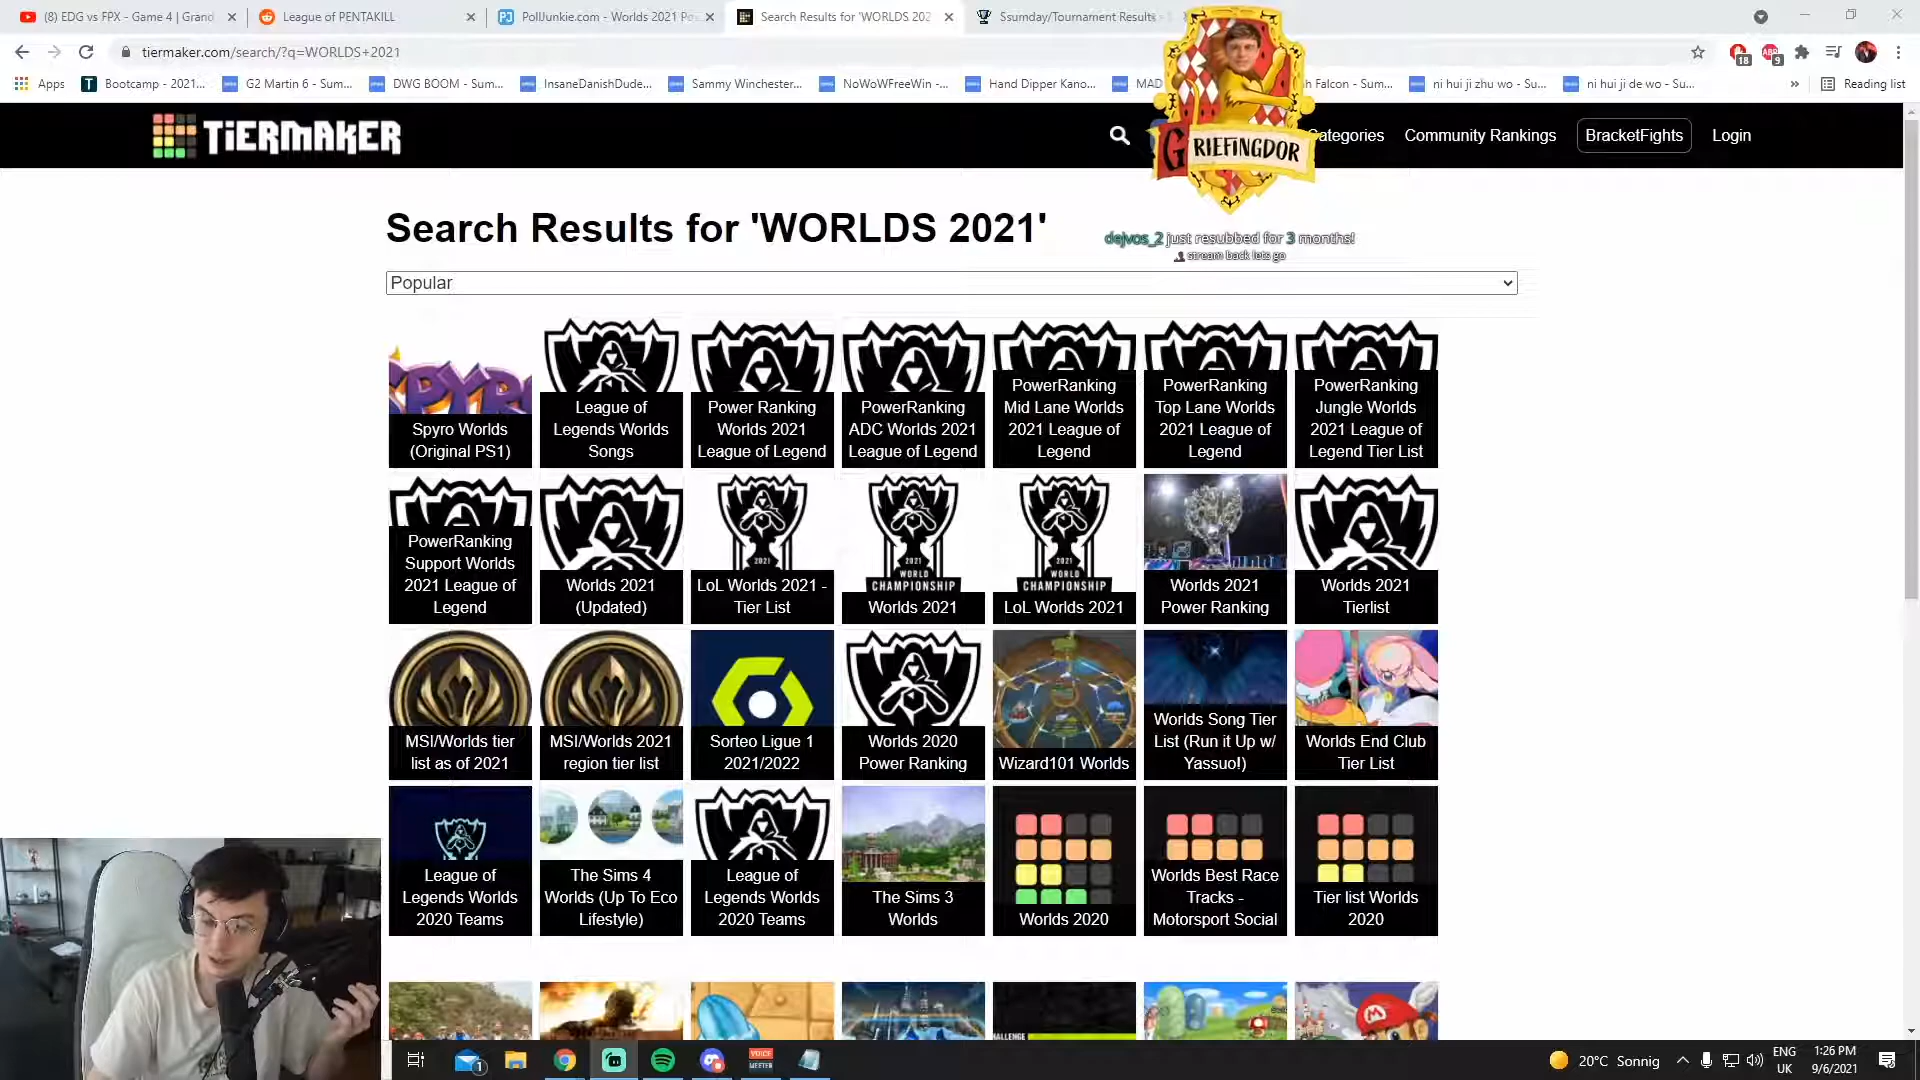 (8) EDG vs FPX - Game 4 | Grand
League of PENTAKILL
PollJunkie.com - Worlds 2021 Po
Search Results for 'WORLDS 202
Ssumday/Tournament Results -
tiermaker.com/search/?q=WORLDS+2021
18
ABP
9
Apps
Bootcamp - 2021...
G2 Martin 6 - Sum...
DWG BOOM - Sum...
InsaneDanishDude...
Sammy Winchester...
NoWoWFreeWin -...
Hand Dipper Kano...
MAD
h Falcon - Sum...
ni hui ji zhu wo - Su...
ni hui ji de wo - Su...
»
Reading list
TiERMAKER
GRIEFINGDOR
Categories
Community Rankings
BracketFights
Login
Search Results for 'WORLDS 2021'
dejvos_2 just resubbed for 3 months!
stream back lets go
Popular
Spyro Worlds
(Original PS1)
League of
Legends Worlds
Songs
Power Ranking
Worlds 2021
League of Legend
PowerRanking
ADC Worlds 2021
League of Legend
PowerRanking
Mid Lane Worlds
2021 League of
Legend
PowerRanking
Top Lane Worlds
2021 League of
Legend
PowerRanking
Jungle Worlds
2021 League of
Legend Tier List
PowerRanking
Support Worlds
2021 League of
Legend
Worlds 2021
(Updated)
2021
LoL Worlds 2021 -
Tier List
2021
WORLD
CHAMPIONSHIP
Worlds 2021
2021
WORLD
CHAMPIONSHIP
LoL Worlds 2021
Worlds 2021
Power Ranking
Worlds 2021
Tierlist
MSI/Worlds tier
list as of 2021
MSI/Worlds 2021
region tier list
Sorteo Ligue 1
2021/2022
Worlds 2020
Power Ranking
Wizard101 Worlds
Worlds Song Tier
List (Run it Up w/
Yassuo!)
Worlds End Club
Tier List
League of
Legends Worlds
2020 Teams
The Sims 4
Worlds (Up To Eco
Lifestyle)
League of
Legends Worlds
2020 Teams
The Sims 3
Worlds
Worlds 2020
Worlds Best Race
Tracks -
Motorsport Social
Tier list Worlds
2020
1
VOICE
MEETER
20°C Sonnig
ENG
UK
1:26 PM
9/6/2021